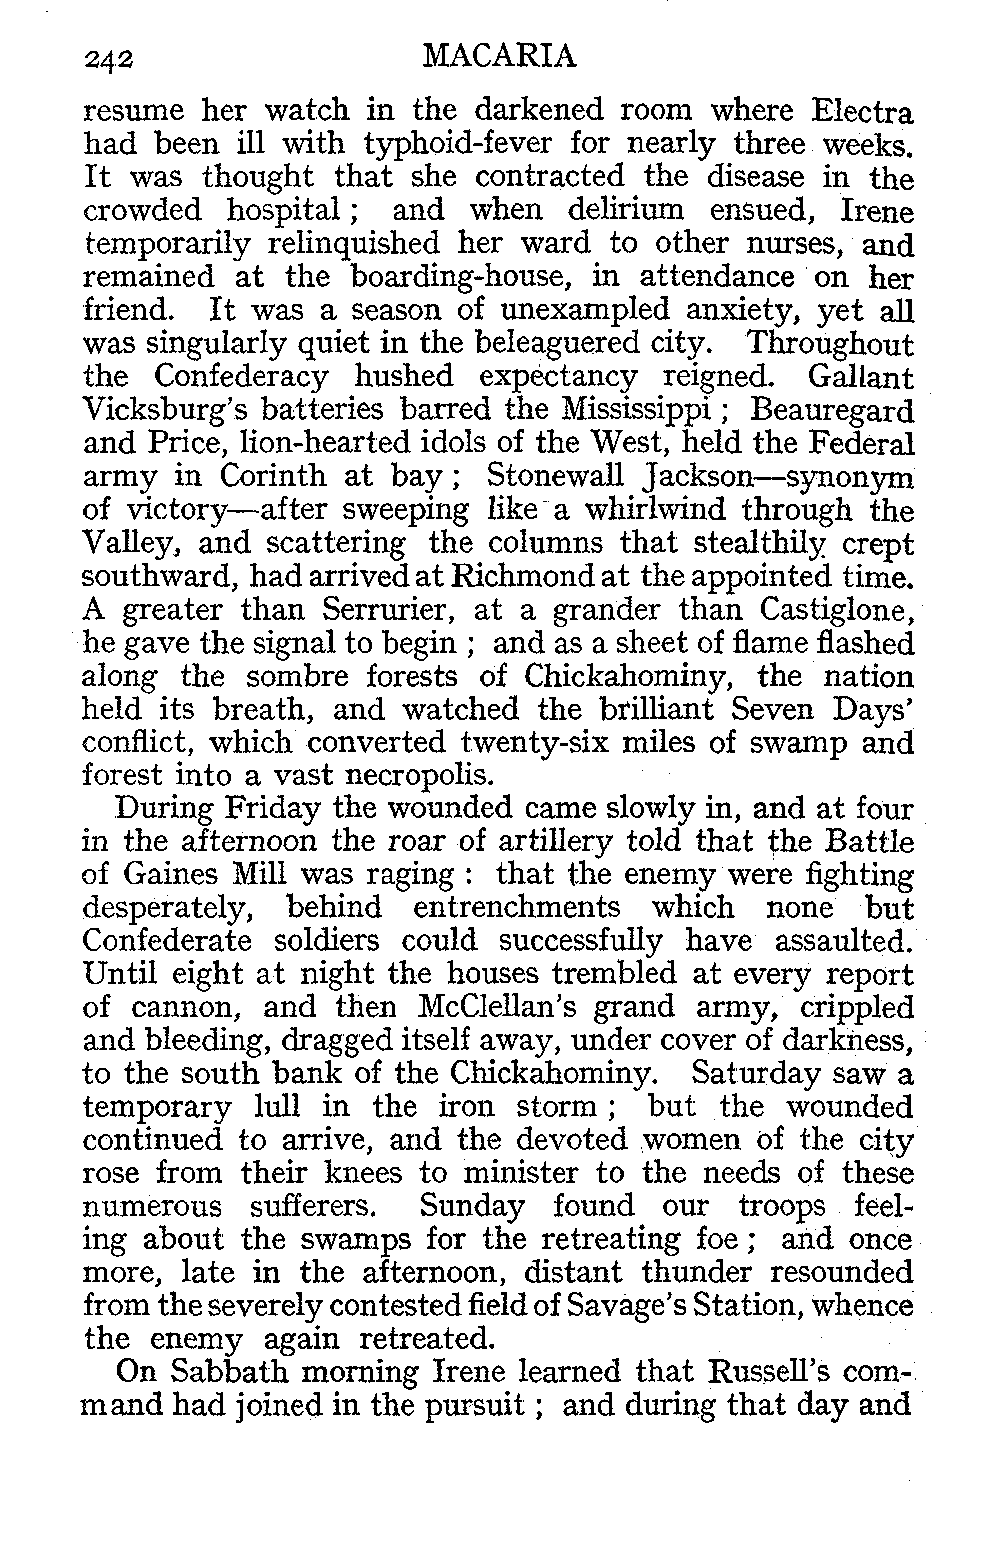 242 MACARIA
resume her watch in the darkened room where Electra
had been ill with typhoid-fever for nearly three weeks.
It was thought that she contracted the disease in the
crowded hospital ; and when delirium ensued, Irene
temporarily relinquished her ward to other nurses, and
remained at the boarding-house, in attendance on her
friend. It was a season of unexampled anxiety, yet all
was singularly quiet in the beleaguered city. Throughout
the Confederacy hushed expectancy reigned. Gallant
Vicksburg's batteries barred the Mississippi ; Beauregard
and Price, lion-hearted idols of the West, held the Federal
army in Corinth at bay ; Stonewall Jackson—synonym
of victory—after sweeping like a whirlwind through the
Valley, and scattering the columns that stealthily crept
southward, had arrived at Richmond at the appointed time.
A greater than Serrurier, at a grander than Castiglone,
he gave the signal to begin ; and as a sheet of flame flashed
along the sombre forests of Chickahominy, the nation
held its breath, and watched the brilliant Seven Days'
conflict, which converted twenty-six miles of swamp and
forest into a vast necropolis.
During Friday the wounded came slowly in, and at four
in the afternoon the roar of artillery told that the Battle
of Gaines Mill was raging : that the enemy were fighting
desperately, behind entrenchments which none but
Confederate soldiers could successfully have assaulted.
Until eight at night the houses trembled at every report
of cannon, and then McClellan's grand army, crippled
and bleeding, dragged itself away, under cover of darkness,
to the south bank of the Chickahominy. Saturday saw a
temporary lull in the iron storm ; but the wounded
continued to arrive, and the devoted women of the city
rose from their knees to minister to the needs of these
numerous sufferers. Sunday found our troops feel-
ing about the swamps for the retreating foe ; and once
more, late in the afternoon, distant thunder resounded
from the severely contested field of Savage's Station, whence
the enemy again retreated.
On Sabbath morning Irene learned that Russell's com-
mand had joined in the pursuit ; and during that day and